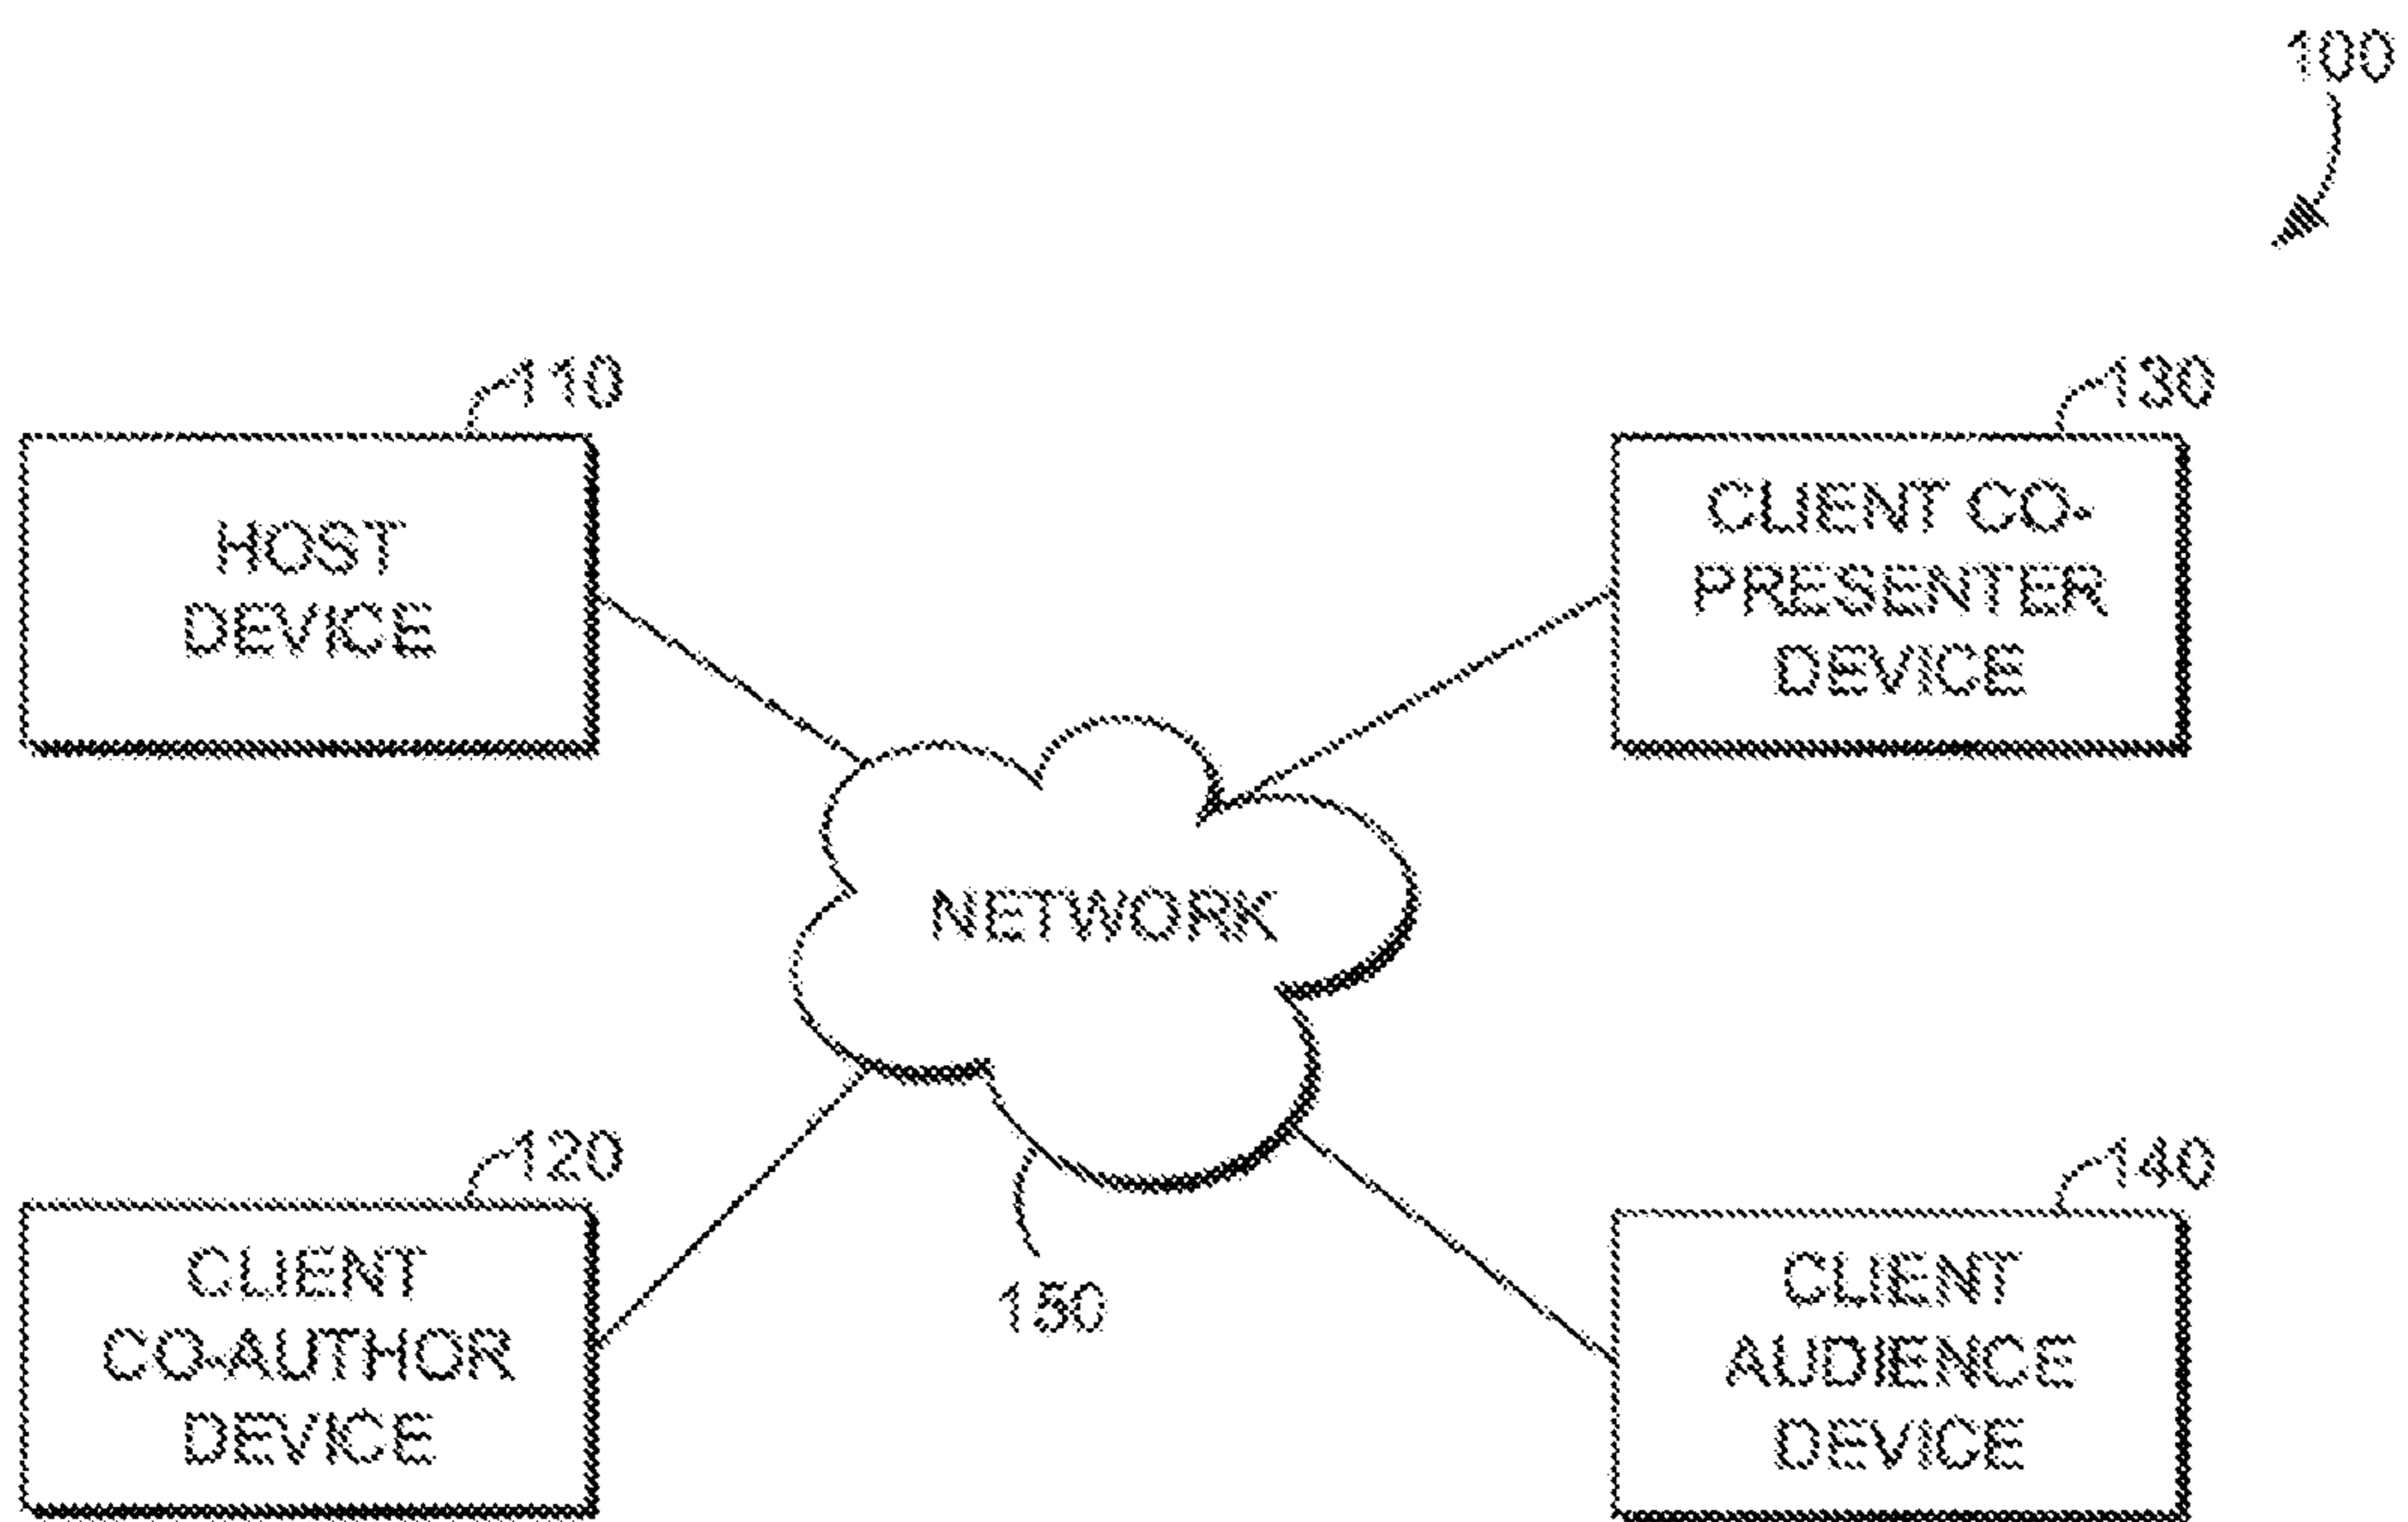 100
110
HOST
DEVICE
130
CLIENT CO-
PRESENTER
DEVICE
NETWORK
120
CLIENT
CO-AUTHOR
DEVICE
150
140
CLIENT
AUDIENCE
DEVICE